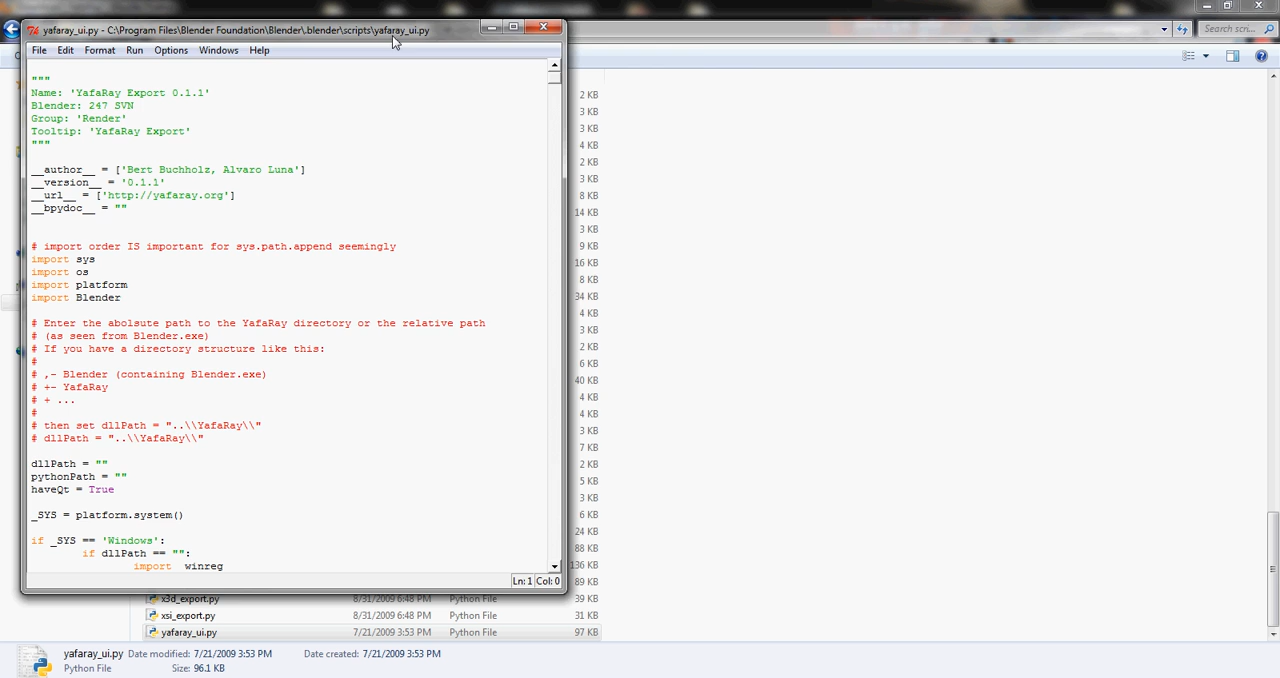 yafaray_ui.py - C:\Program Files\Blender Foundation\Blender\.blender\scripts\yafaray_ui.py
File Edit Format Run Options Windows Help
"""
Name: 'YafaRay Export 0.1.1'
Blender: 247 SVN
Group: 'Render'
Tooltip: 'YafaRay Export'
"""
__author__ = ['Bert Buchholz, Alvaro Luna']
__version__ = '0.1.1'
__url__ = ['http://yafaray.org']
__bpydoc__ = ""
# import order IS important for sys.path.append seemingly
import sys
import os
import platform
import Blender
# Enter the abolsute path to the YafaRay directory or the relative path
# (as seen from Blender.exe)
# If you have a directory structure like this:
#
# ,- Blender (containing Blender.exe)
# +- YafaRay
# + ...
#
# then set dllPath = "..\\YafaRay\\"
# dllPath = "..\\YafaRay\\"
dllPath = ""
pythonPath = ""
haveQt = True
_SYS = platform.system()
if _SYS == 'Windows':
if dllPath == "":
import _winreg
Ln: 1 Col: 0
Search scri...
2 KB
3 KB
3 KB
4 KB
2 KB
3 KB
8 KB
14 KB
3 KB
9 KB
16 KB
8 KB
34 KB
4 KB
3 KB
2 KB
6 KB
40 KB
4 KB
4 KB
3 KB
7 KB
2 KB
5 KB
3 KB
6 KB
24 KB
88 KB
136 KB
89 KB
x3d_export.py 8/31/2009 6:48 PM Python File 39 KB
xsi_export.py 8/31/2009 6:48 PM Python File 31 KB
yafaray_ui.py 7/21/2009 3:53 PM Python File 97 KB
yafaray_ui.py Date modified: 7/21/2009 3:53 PM Date created: 7/21/2009 3:53 PM
Python File Size: 96.1 KB